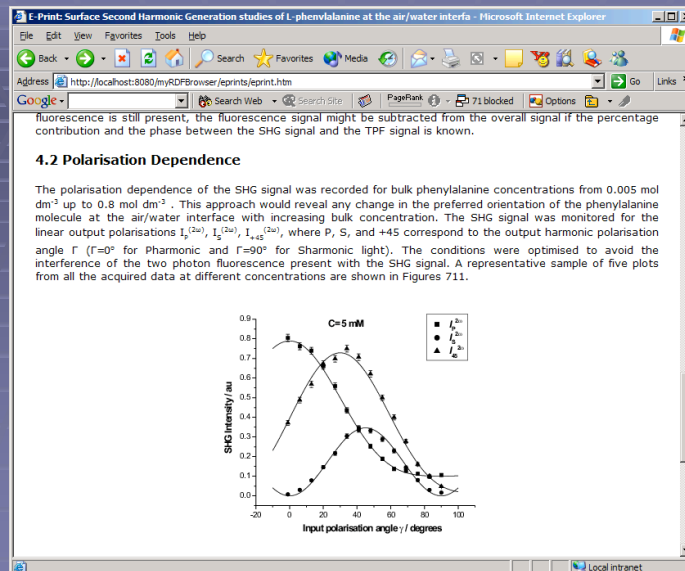 E-Print: Surface Second Harmonic Generation studies of L-phenylalanine at the air/water interfa - Microsoft Internet Explorer
File Edit View Favorites Tools Help
Back Search Favorites Media
Address http://localhost:8080/myRDFBrowser/eprints/eprint.htm Go Links »
Google Search Web Search Site PageRank 71 blocked Options
fluorescence is still present, the fluorescence signal might be subtracted from the overall signal if the percentage
contribution and the phase between the SHG signal and the TPF signal is known.
4.2 Polarisation Dependence
The polarisation dependence of the SHG signal was recorded for bulk phenylalanine concentrations from 0.005 mol
dm⁻³ up to 0.8 mol dm⁻³ . This approach would reveal any change in the preferred orientation of the phenylalanine
molecule at the air/water interface with increasing bulk concentration. The SHG signal was monitored for the
linear output polarisations I_P^(2ω), I_S^(2ω), I_+45^(2ω), where P, S, and +45 correspond to the output harmonic polarisation
angle Γ (Γ=0° for Pharmonic and Γ=90° for Sharmonic light). The conditions were optimised to avoid the
interference of the two photon fluorescence present with the SHG signal. A representative sample of five plots
from all the acquired data at different concentrations are shown in Figures 711.
C=5 mM
I_P^2ω
I_S^2ω
I_45^2ω
SHG Intensity / au
0.9
0.8
0.7
0.6
0.5
0.4
0.3
0.2
0.1
0.0
-20 0 20 40 60 80 100
Input polarisation angle γ / degrees
Local intranet